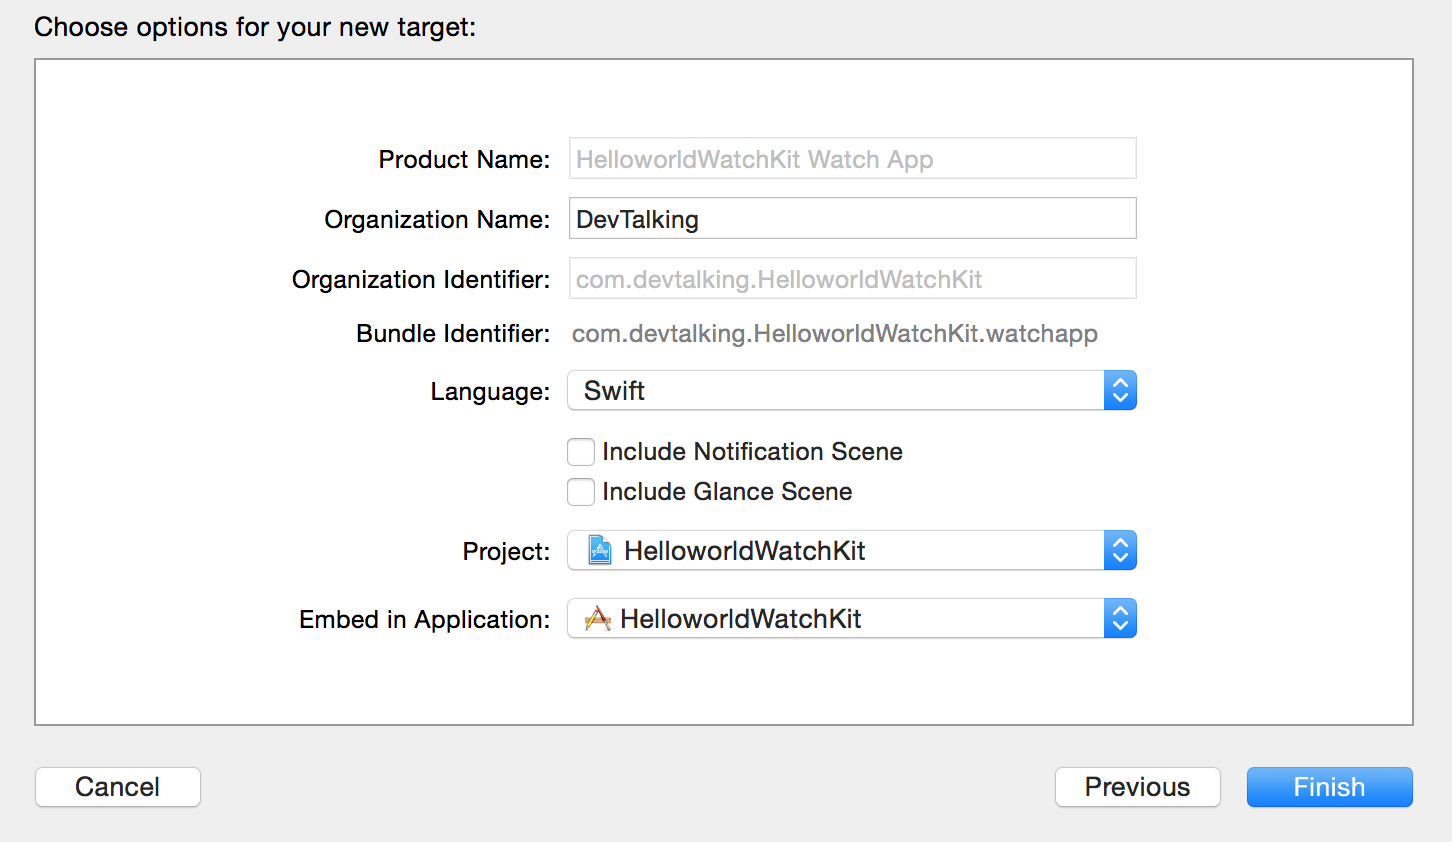 Choose options for your new target:
Product Name: HelloworldWatchKit Watch App
Organization Name: DevTalking
Organization Identifier: com.devtalking.HelloworldWatchKit
Bundle Identifier: com.devtalking.HelloworldWatchKit.watchapp
Language: Swift
Include Notification Scene
Include Glance Scene
Project: HelloworldWatchKit
Embed in Application: HelloworldWatchKit
Cancel Previous Finish